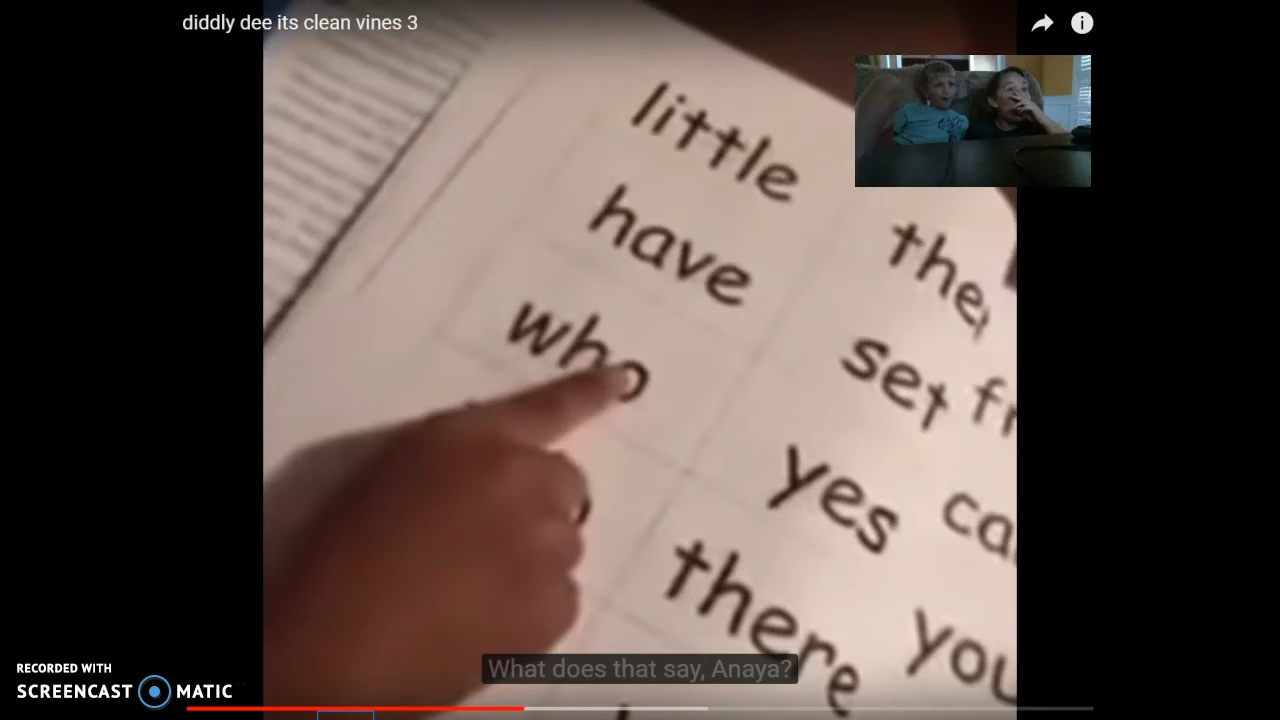 diddly dee its clean vines 3
little
have
who
set
yes
there
What does that say, Anaya?
RECORDED WITH
SCREENCAST MATIC